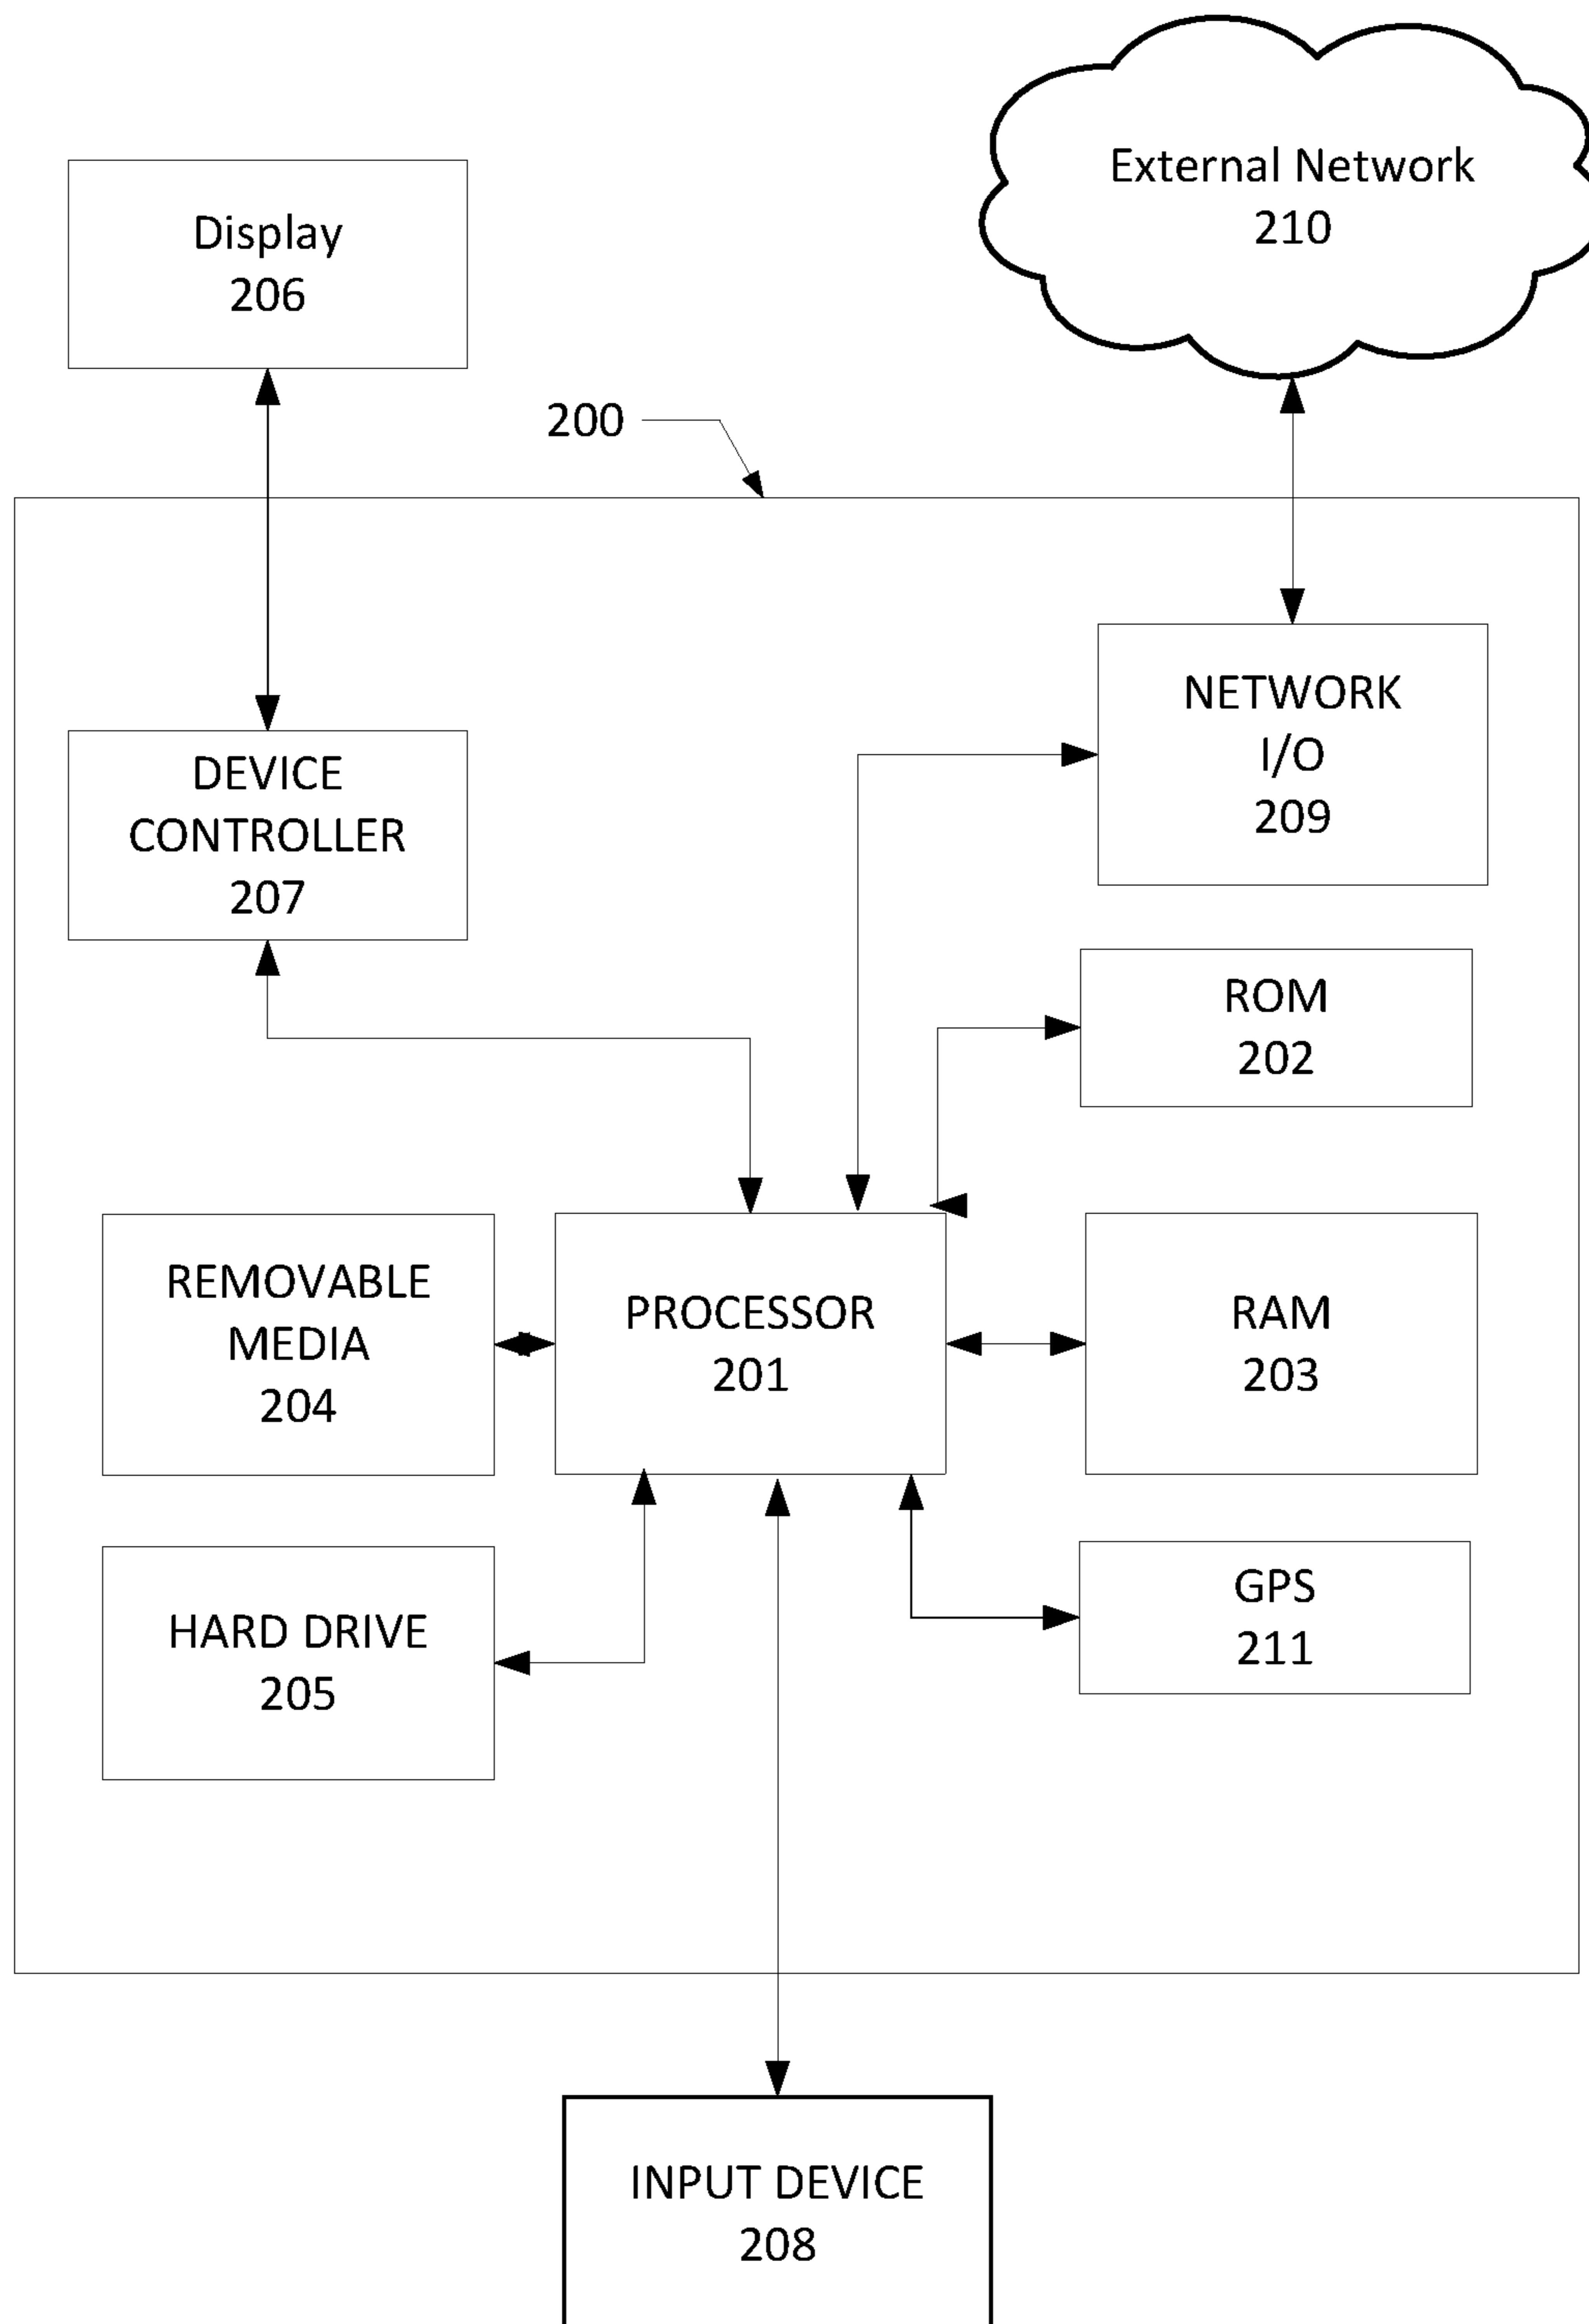 External Network
210
Display
206
200
NETWORK
I/O
209
DEVICE
CONTROLLER
207
ROM
202
REMOVABLE
MEDIA
204
PROCESSOR
201
RAM
203
HARD DRIVE
205
GPS
211
INPUT DEVICE
208